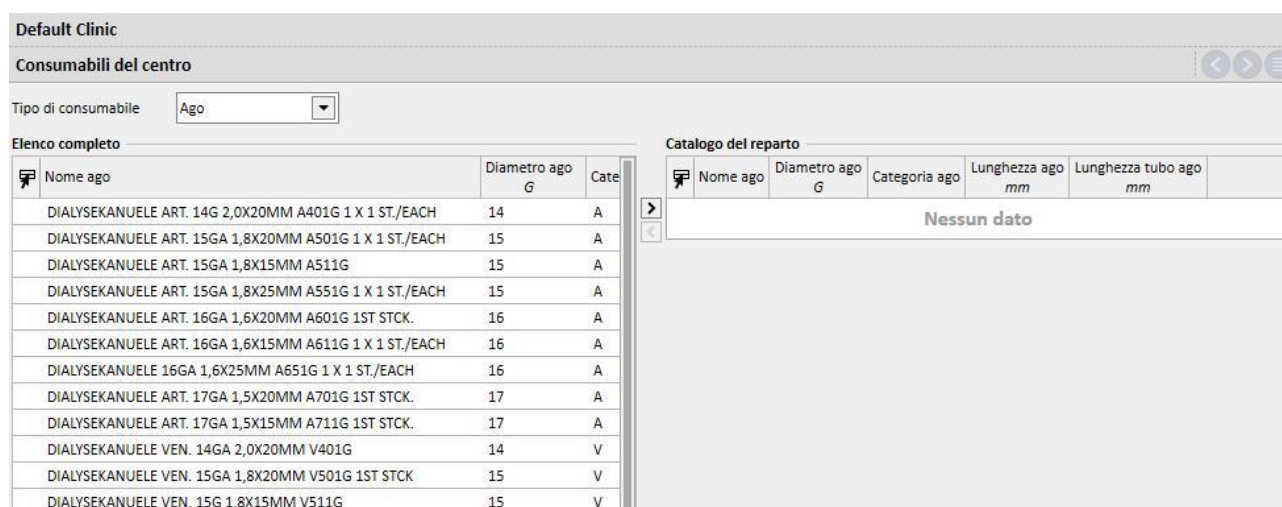 Default Clinic
Consumabili del centro
Tipo di consumabile Ago
Elenco completo
Nome ago Diametro ago G Cate
DIALYSEKANUELE ART. 14G 2,0X20MM A401G 1 X 1 ST./EACH 14 A
DIALYSEKANUELE ART. 15GA 1,8X20MM A501G 1 X 1 ST./EACH 15 A
DIALYSEKANUELE ART. 15GA 1,8X15MM A511G 15 A
DIALYSEKANUELE ART. 15GA 1,8X25MM A551G 1 X 1 ST./EACH 15 A
DIALYSEKANUELE ART. 16GA 1,6X20MM A601G 1ST STCK. 16 A
DIALYSEKANUELE ART. 16GA 1,6X15MM A611G 1 X 1 ST./EACH 16 A
DIALYSEKANUELE 16GA 1,6X25MM A651G 1 X 1 ST./EACH 16 A
DIALYSEKANUELE ART. 17GA 1,5X20MM A701G 1ST STCK. 17 A
DIALYSEKANUELE ART. 17GA 1,5X15MM A711G 1ST STCK. 17 A
DIALYSEKANUELE VEN. 14GA 2,0X20MM V401G 14 V
DIALYSEKANUELE VEN. 15GA 1,8X20MM V501G 1ST STCK 15 V
DIALYSEKANUELE VEN. 15G 1,8X15MM V511G 15 V
Catalogo del reparto
Nome ago Diametro ago G Categoria ago Lunghezza ago mm Lunghezza tubo ago mm
Nessun dato